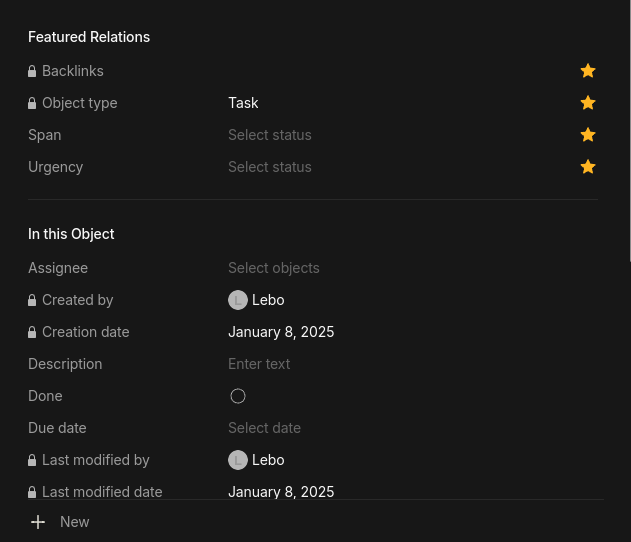 Featured Relations
Backlinks
Object type Task
Span Select status
Urgency Select status
In this Object
Assignee Select objects
Created by L Lebo
Creation date January 8, 2025
Description Enter text
Done
Due date Select date
Last modified by L Lebo
Last modified date January 8, 2025
New